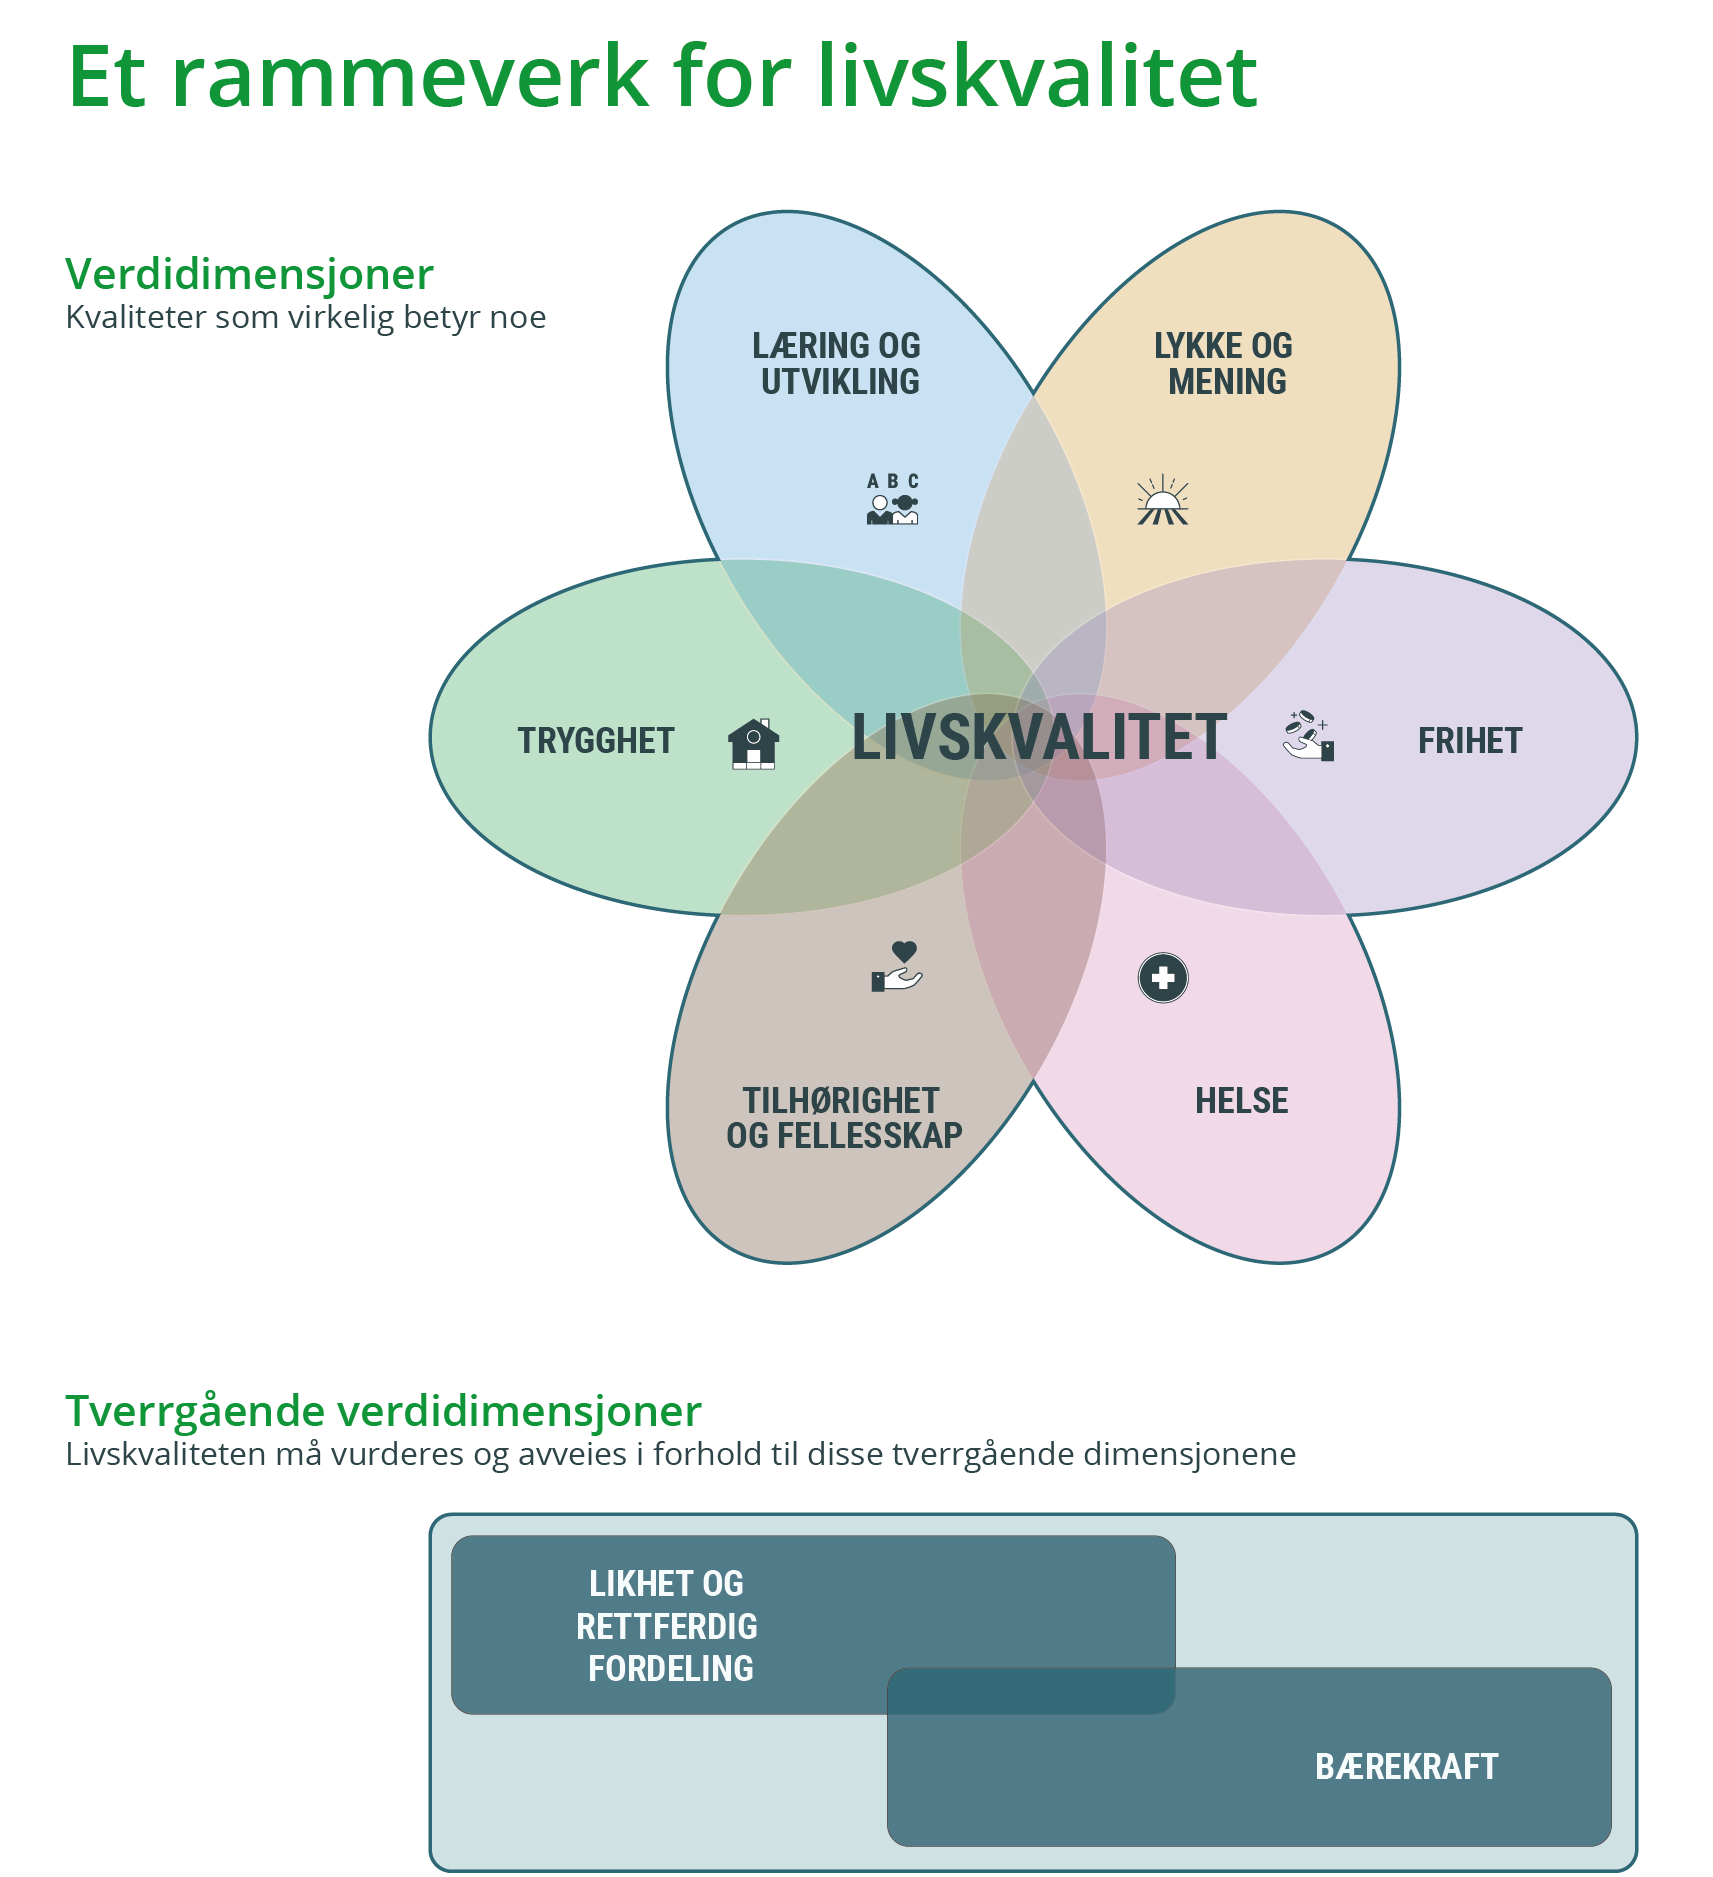 Et rammeverk for livskvalitet
Verdidimensjoner
Kvaliteter som virkelig betyr noe
LÆRING OG
UTVIKLING
A B C
LYKKE OG
MENING
TRYGGHET
LIVSKVALITET
FRIHET
TILHØRIGHET
OG FELLESSKAP
HELSE
Tverrgående verdidimensjoner
Livskvaliteten må vurderes og avveies i forhold til disse tverrgående dimensjonene
LIKHET OG
RETTFERDIG
FORDELING
BÆREKRAFT